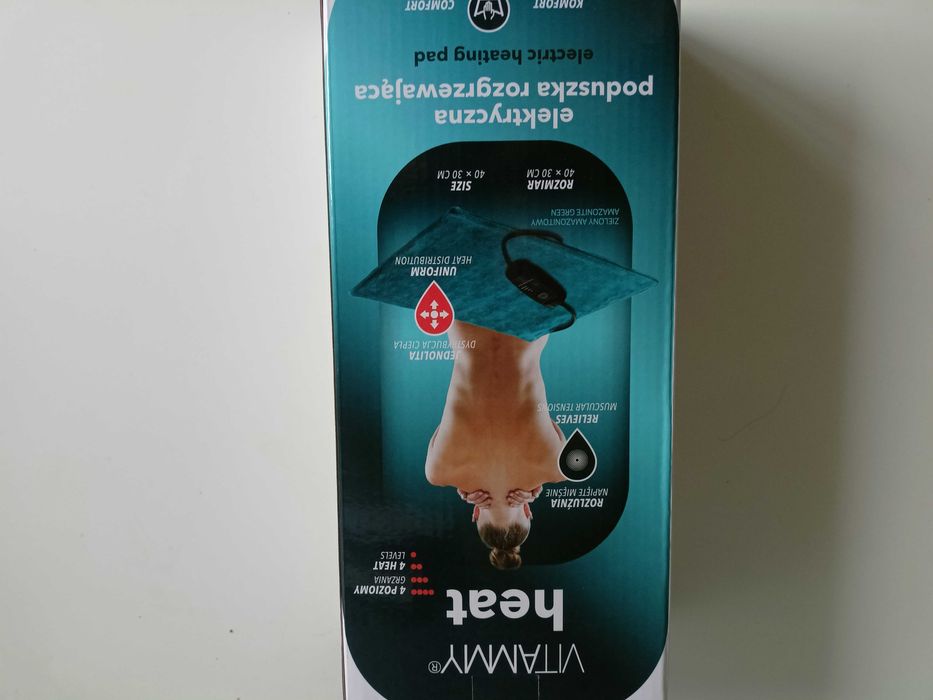 VITAMMY®
heat
4 POZIOMY
GRZANIA
4 HEAT
LEVELS
ROZLUŹNIA
NAPIĘTE MIĘŚNIE
RELIEVES
MUSCULAR TENSIONS
JEDNOLITA
DYSTRYBUCJA CIEPŁA
UNIFORM
HEAT DISTRIBUTION
ZIELONY AMAZONITOWY
AMAZONITE GREEN
ROZMIAR
40 × 30 CM
SIZE
40 × 30 CM
elektryczna
poduszka rozgrzewająca
electric heating pad
KOMFORT
COMFORT